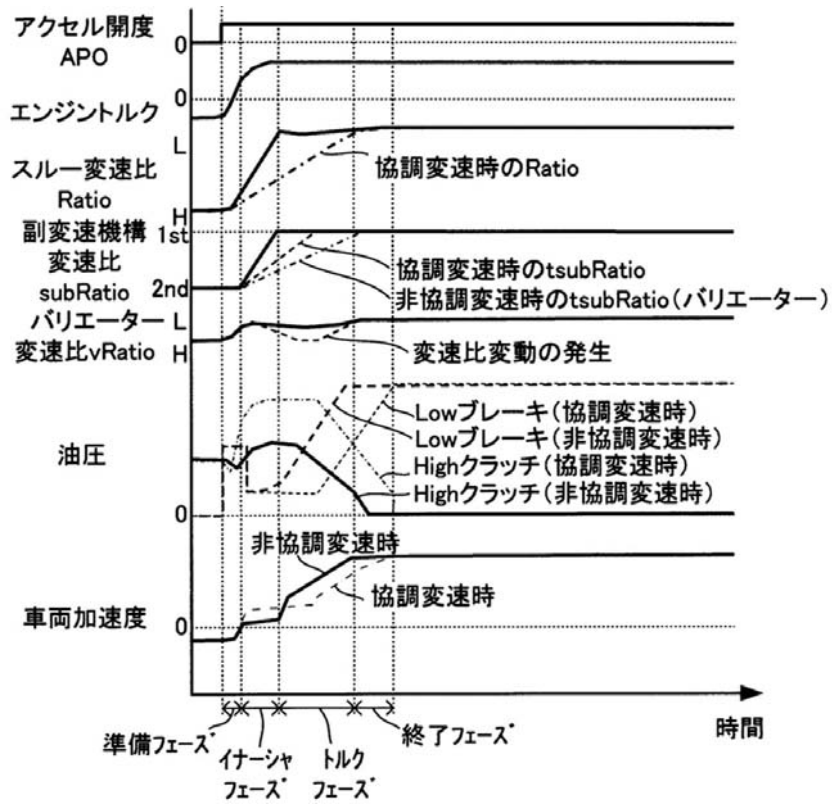 アクセル開度
APO
0
0
エンジントルク
L
スルー変速比
Ratio
H
協調変速時のRatio
副変速機構
変速比
subRatio
1st
2nd
協調変速時のtsubRatio
非協調変速時のtsubRatio(バリエーター)
バリエーター
変速比vRatio
L
H
変速比変動の発生
油圧
0
Lowブレーキ(協調変速時)
Lowブレーキ(非協調変速時)
Highクラッチ(協調変速時)
Highクラッチ(非協調変速時)
車両加速度
0
非協調変速時
協調変速時
時間
準備フェーズ
イナーシャ
フェーズ
トルク
フェーズ
終了フェーズ